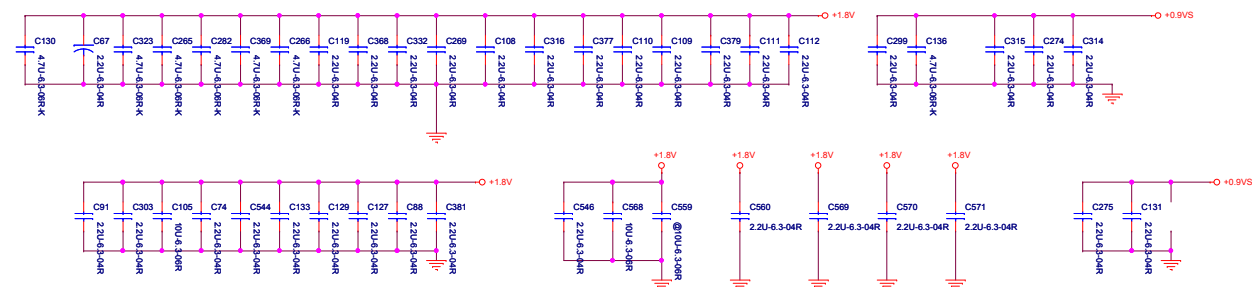 +1.8V
C130 4.7U-6.3-06R-K
C67 2.2U-6.3-04R
C323 4.7U-6.3-06R-K
C265 4.7U-6.3-06R-K
C282 4.7U-6.3-06R-K
C369 4.7U-6.3-06R-K
C266 4.7U-6.3-06R-K
C119 2.2U-6.3-04R
C368 2.2U-6.3-04R
C332 2.2U-6.3-04R
C269 2.2U-6.3-04R
C108 2.2U-6.3-04R
C316 2.2U-6.3-04R
C377 2.2U-6.3-04R
C110 2.2U-6.3-04R
C109 2.2U-6.3-04R
C379 2.2U-6.3-04R
C111 2.2U-6.3-04R
C112 2.2U-6.3-04R
+0.9VS
C299 2.2U-6.3-04R
C136 4.7U-6.3-06R-K
C315 2.2U-6.3-04R
C274 2.2U-6.3-04R
C314 2.2U-6.3-04R
+1.8V
C91 2.2U-6.3-04R
C303 2.2U-6.3-04R
C105 10U-6.3-06R
C74 2.2U-6.3-04R
C544 2.2U-6.3-04R
C133 2.2U-6.3-04R
C129 2.2U-6.3-04R
C127 2.2U-6.3-04R
C88 2.2U-6.3-04R
C381 2.2U-6.3-04R
+1.8V
C546 2.2U-6.3-04R
C568 10U-6.3-06R
C559 @10U-6.3-06R
+1.8V
C560 2.2U-6.3-04R
+1.8V
C569 2.2U-6.3-04R
+1.8V
C570 2.2U-6.3-04R
+1.8V
C571 2.2U-6.3-04R
+0.9VS
C275 2.2U-6.3-04R
C131 2.2U-6.3-04R